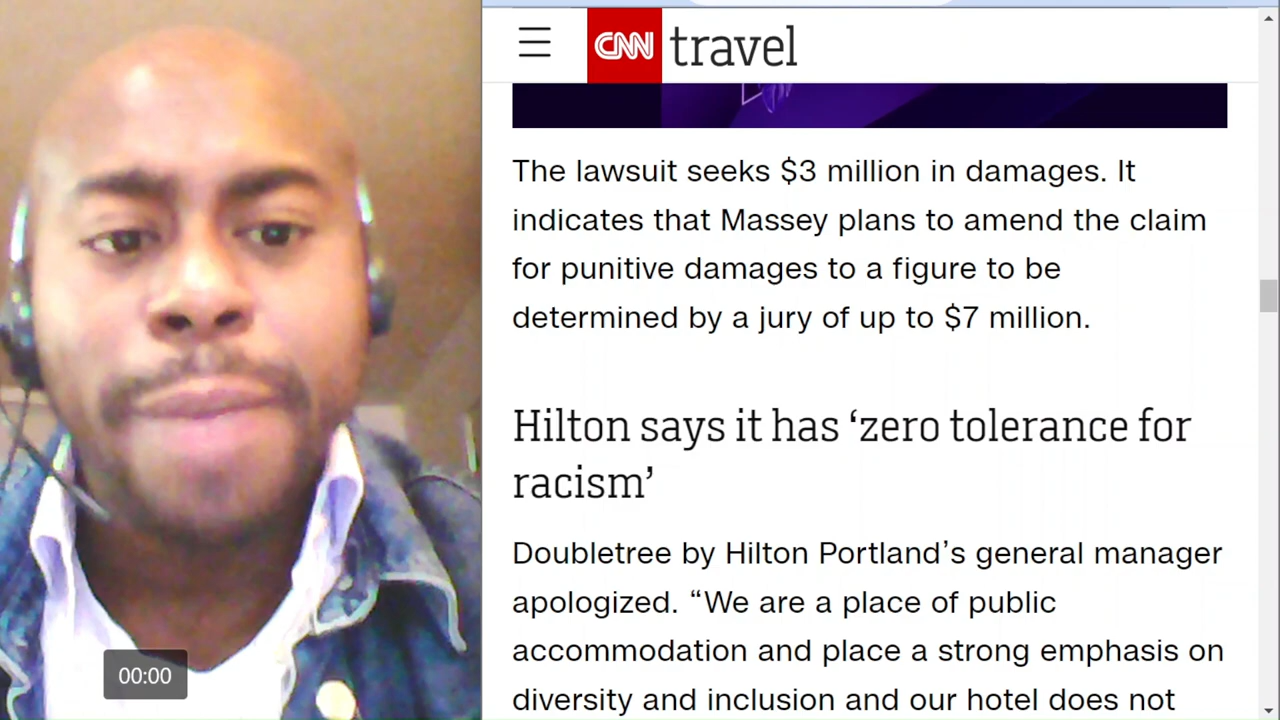 CNN travel
The lawsuit seeks $3 million in damages. It
indicates that Massey plans to amend the claim
for punitive damages to a figure to be
determined by a jury of up to $7 million.
Hilton says it has ‘zero tolerance for
racism’
Doubletree by Hilton Portland’s general manager
apologized. “We are a place of public
accommodation and place a strong emphasis on
diversity and inclusion and our hotel does not
00:00